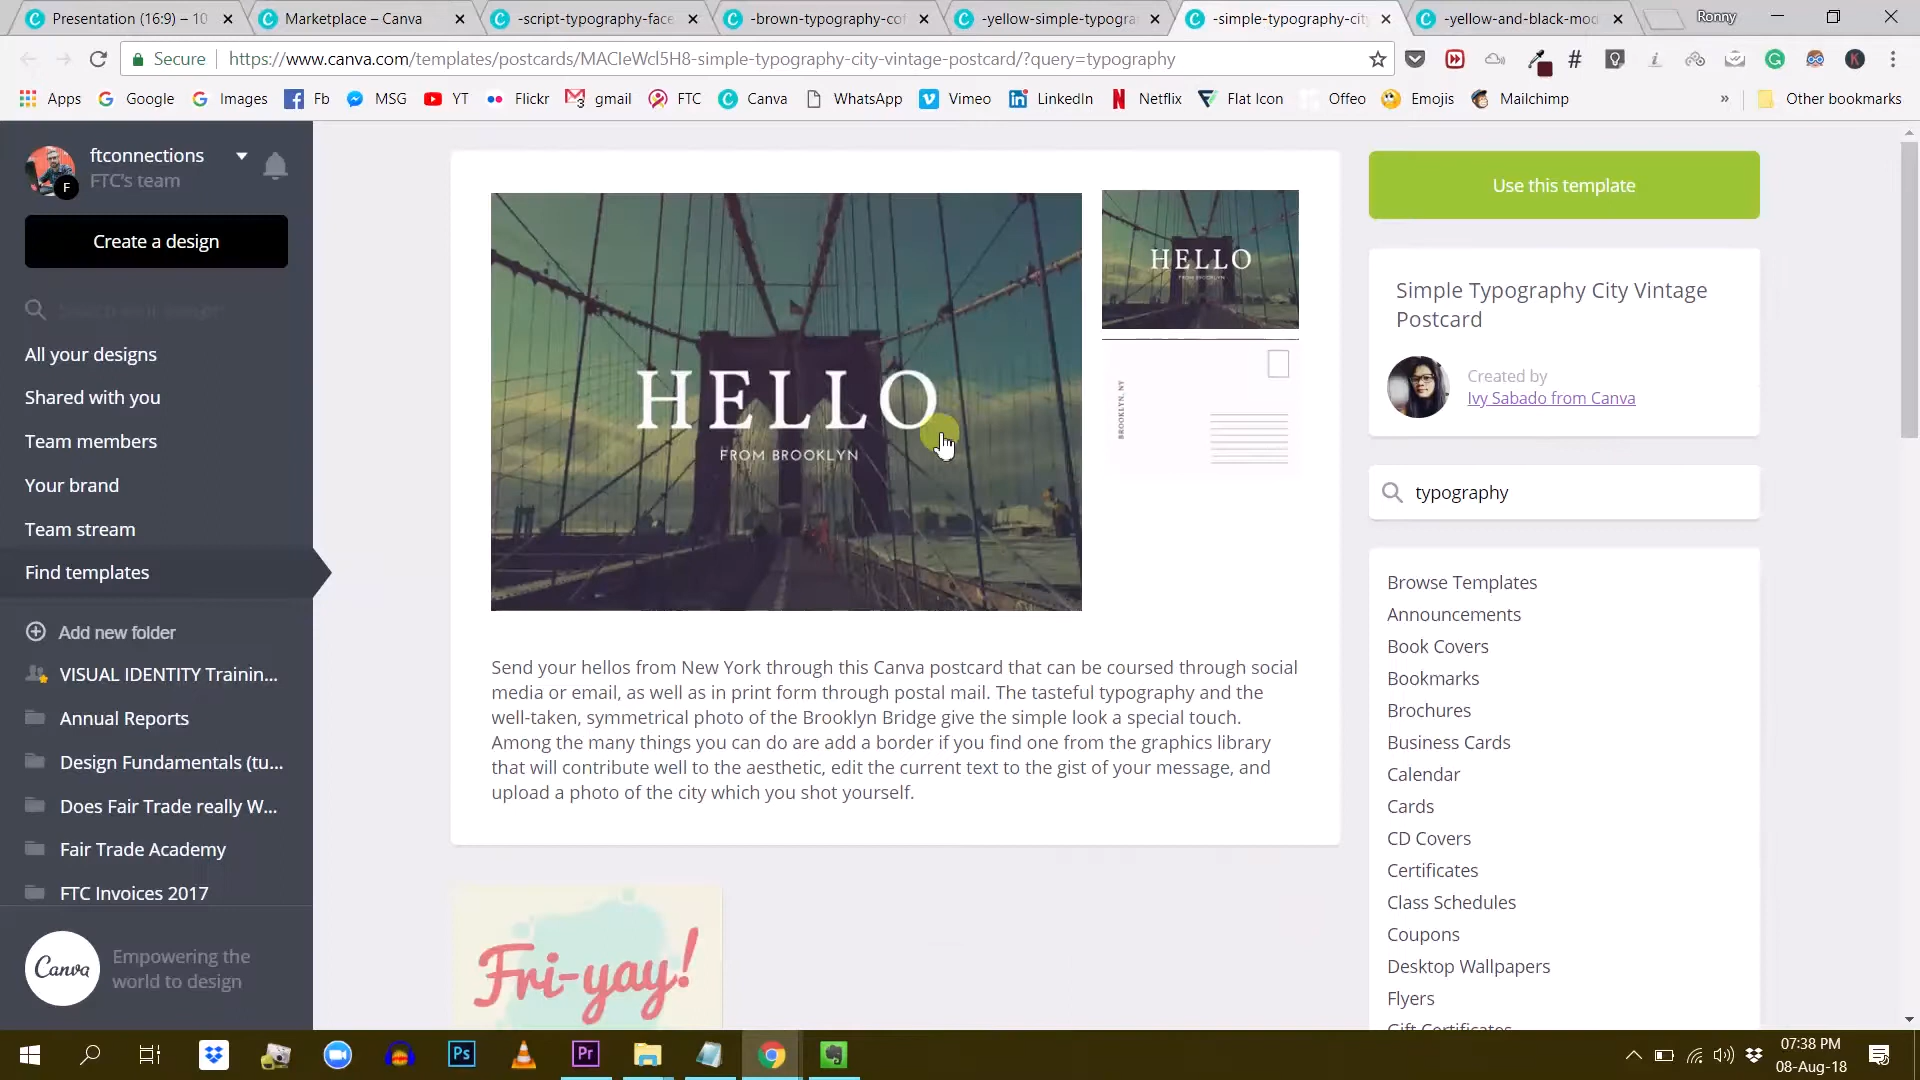 Presentation (16:9) – 10
Marketplace – Canva
-script-typography-face
-brown-typography-cof
-yellow-simple-typogra
-simple-typography-cit
-yellow-and-black-mod
Ronny
Secure
https://www.canva.com/templates/postcards/MACIeWcl5H8-simple-typography-city-vintage-postcard/?query=typography
Apps
Google
Images
Fb
MSG
YT
Flickr
gmail
FTC
Canva
WhatsApp
Vimeo
LinkedIn
Netflix
Flat Icon
Offeo
Emojis
Mailchimp
»
Other bookmarks
ftconnections
FTC's team
F
Create a design
All your designs
Shared with you
Team members
Your brand
Team stream
Find templates
Add new folder
VISUAL IDENTITY Trainin...
Annual Reports
Design Fundamentals (tu...
Does Fair Trade really W...
Fair Trade Academy
FTC Invoices 2017
Canva
Empowering the
world to design
HELLO
FROM BROOKLYN
HELLO
FROM BROOKLYN
BROOKLYN, NY
Send your hellos from New York through this Canva postcard that can be coursed through social
media or email, as well as in print form through postal mail. The tasteful typography and the
well-taken, symmetrical photo of the Brooklyn Bridge give the simple look a special touch.
Among the many things you can do are add a border if you find one from the graphics library
that will contribute well to the aesthetic, edit the current text to the gist of your message, and
upload a photo of the city which you shot yourself.
Fri-yay!
Use this template
Simple Typography City Vintage
Postcard
Created by
Ivy Sabado from Canva
typography
Browse Templates
Announcements
Book Covers
Bookmarks
Brochures
Business Cards
Calendar
Cards
CD Covers
Certificates
Class Schedules
Coupons
Desktop Wallpapers
Flyers
Gift Certificates
Ps
Pr
07:38 PM
08-Aug-18